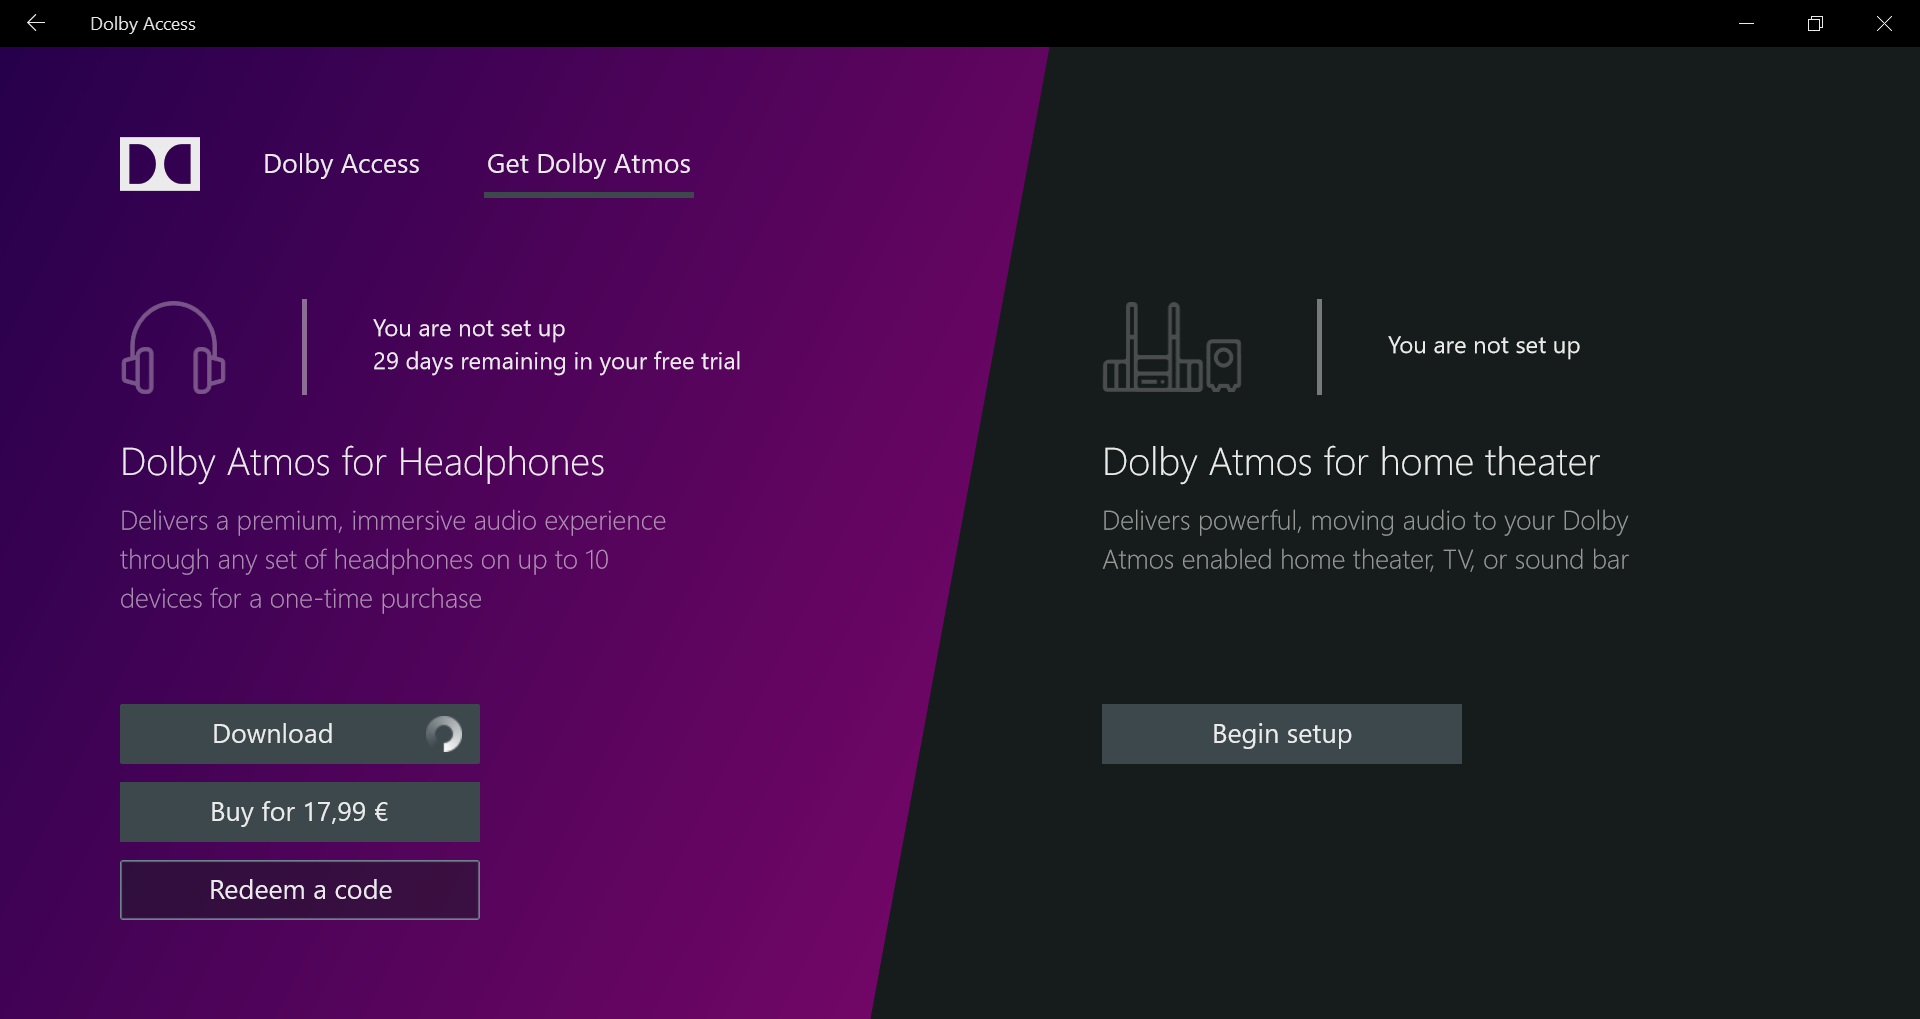 Dolby Access
Dolby Access
Get Dolby Atmos
You are not set up
29 days remaining in your free trial
Dolby Atmos for Headphones
Delivers a premium, immersive audio experience
through any set of headphones on up to 10
devices for a one-time purchase
Download
Buy for 17,99 €
Redeem a code
You are not set up
Dolby Atmos for home theater
Delivers powerful, moving audio to your Dolby
Atmos enabled home theater, TV, or sound bar
Begin setup